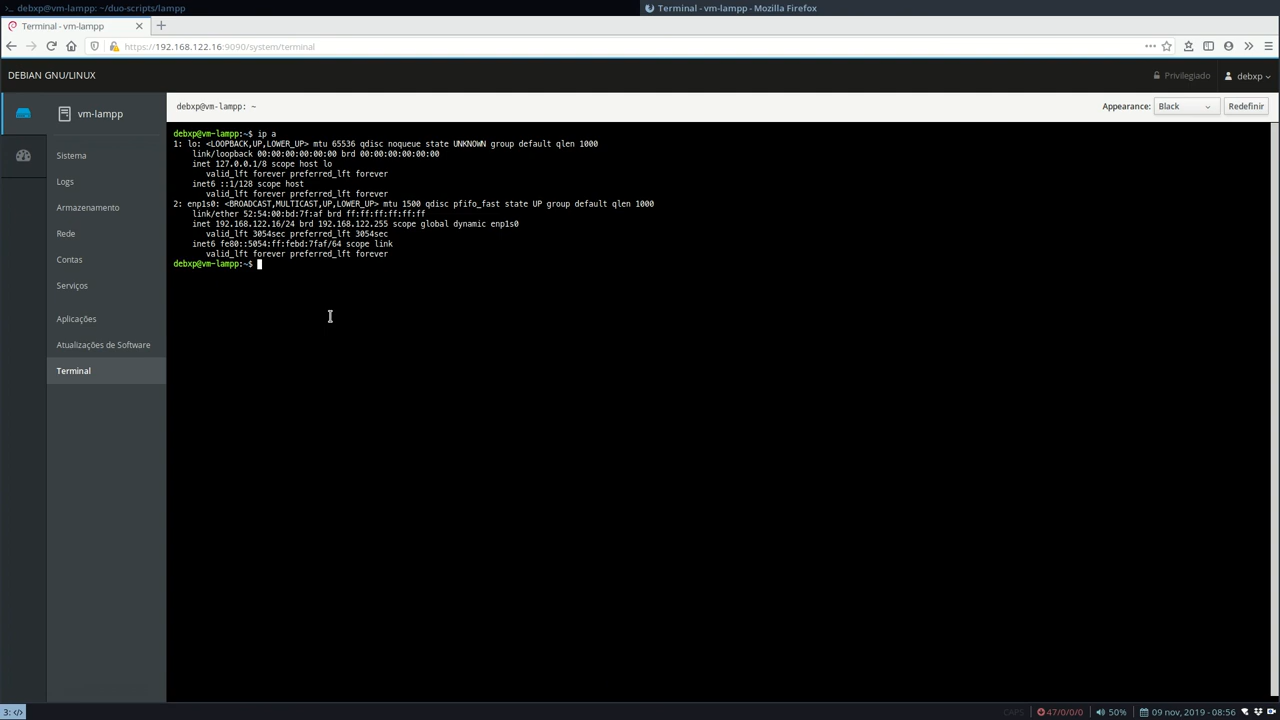 debxp@vm-lampp: ~/duo-scripts/lampp
Terminal - vm-lampp - Mozilla Firefox
Terminal - vm-lampp
https://192.168.122.16:9090/system/terminal
DEBIAN GNU/LINUX
Privilegiado
debxp
vm-lampp
debxp@vm-lampp: ~
Appearance:
Black
Redefinir
Sistema
Logs
Armazenamento
Rede
Contas
Serviços
Aplicações
Atualizações de Software
Terminal
debxp@vm-lampp:~$ ip a
1: lo: <LOOPBACK,UP,LOWER_UP> mtu 65536 qdisc noqueue state UNKNOWN group default qlen 1000
link/loopback 00:00:00:00:00:00 brd 00:00:00:00:00:00
inet 127.0.0.1/8 scope host lo
valid_lft forever preferred_lft forever
inet6 ::1/128 scope host
valid_lft forever preferred_lft forever
2: enp1s0: <BROADCAST,MULTICAST,UP,LOWER_UP> mtu 1500 qdisc pfifo_fast state UP group default qlen 1000
link/ether 52:54:00:bd:7f:af brd ff:ff:ff:ff:ff:ff
inet 192.168.122.16/24 brd 192.168.122.255 scope global dynamic enp1s0
valid_lft 3054sec preferred_lft 3054sec
inet6 fe80::5054:ff:febd:7faf/64 scope link
valid_lft forever preferred_lft forever
debxp@vm-lampp:~$
3: </>
CAPS
47/0/0/0
50%
09 nov, 2019 - 08:56